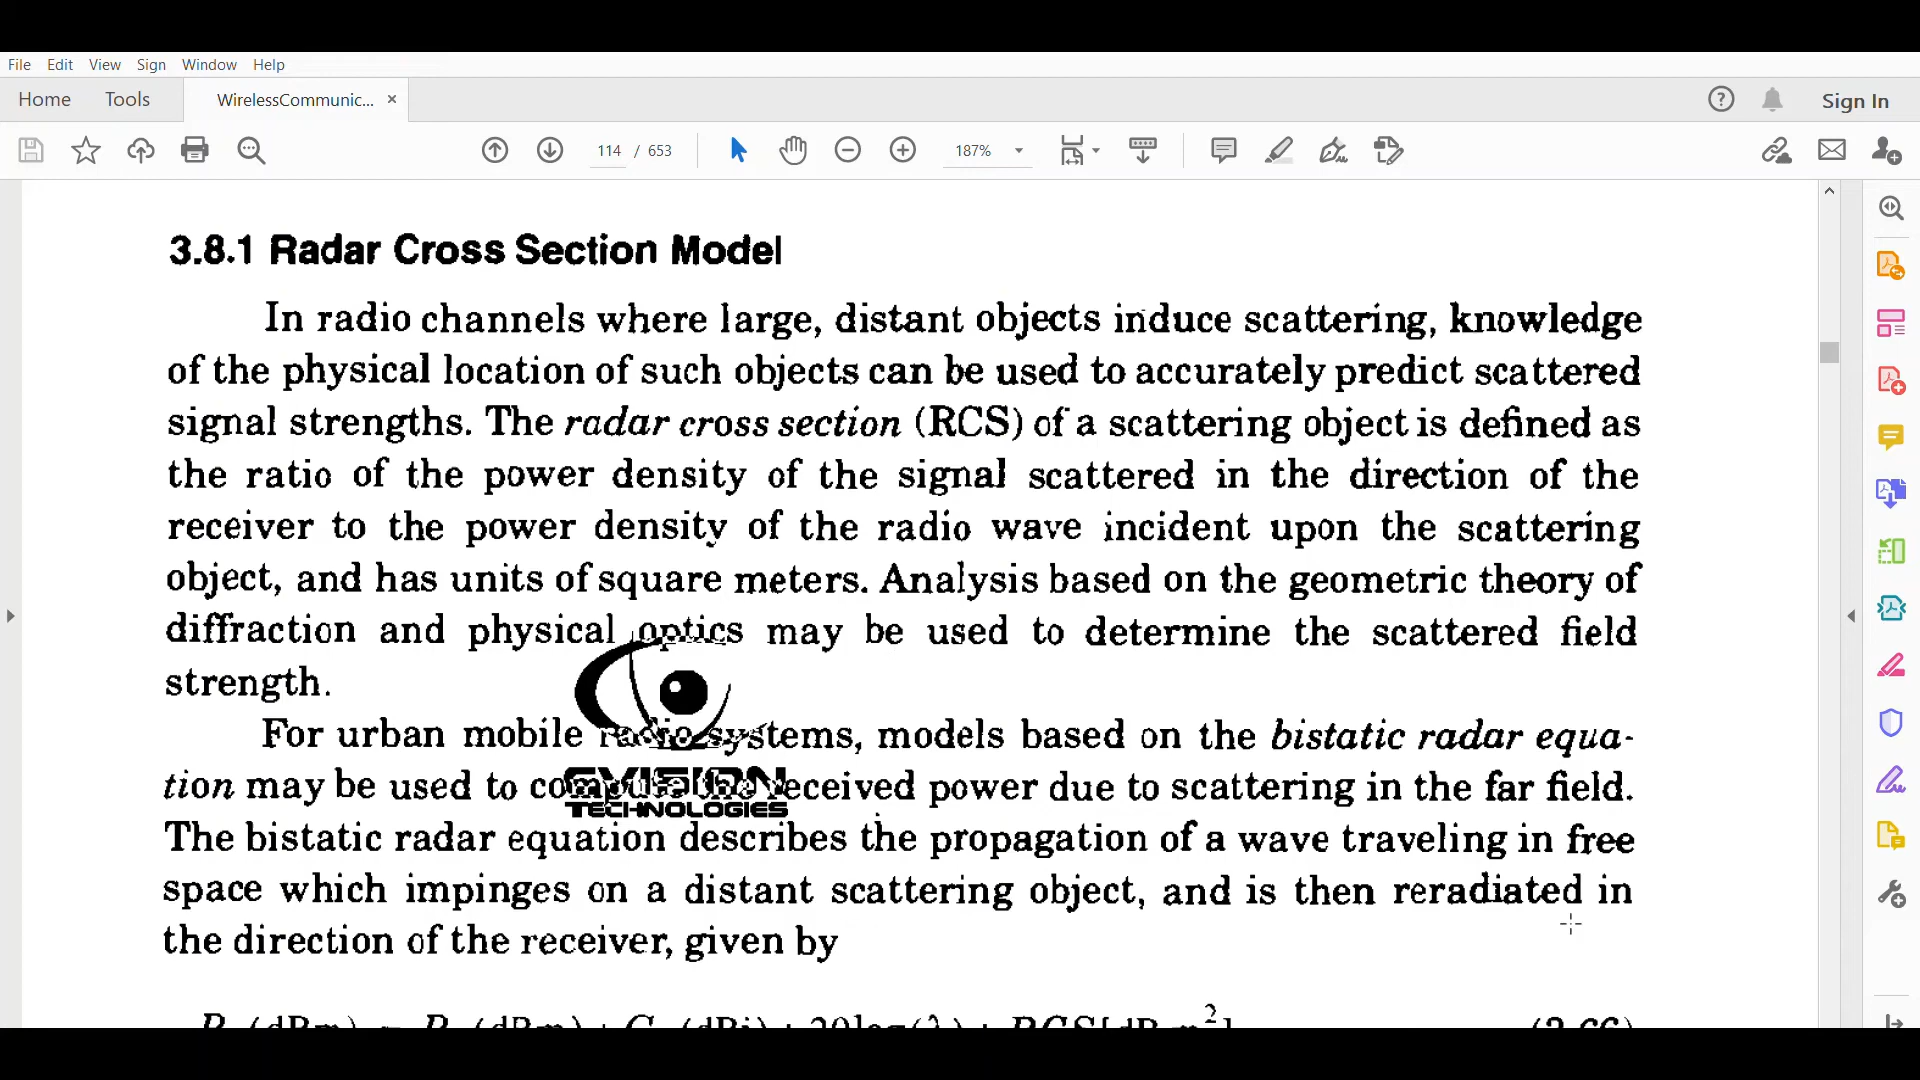 File Edit View Sign Window Help
Home Tools WirelessCommunic... × Sign In
114 / 653 187%
3.8.1 Radar Cross Section Model
In radio channels where large, distant objects induce scattering, knowledge
of the physical location of such objects can be used to accurately predict scattered
signal strengths. The radar cross section (RCS) of a scattering object is defined as
the ratio of the power density of the signal scattered in the direction of the
receiver to the power density of the radio wave incident upon the scattering
object, and has units of square meters. Analysis based on the geometric theory of
diffraction and physical optics may be used to determine the scattered field
strength.
For urban mobile radio systems, models based on the bistatic radar equa-
tion may be used to compute the received power due to scattering in the far field.
CVISION
TECHNOLOGIES
The bistatic radar equation describes the propagation of a wave traveling in free
space which impinges on a distant scattering object, and is then reradiated in
the direction of the receiver, given by